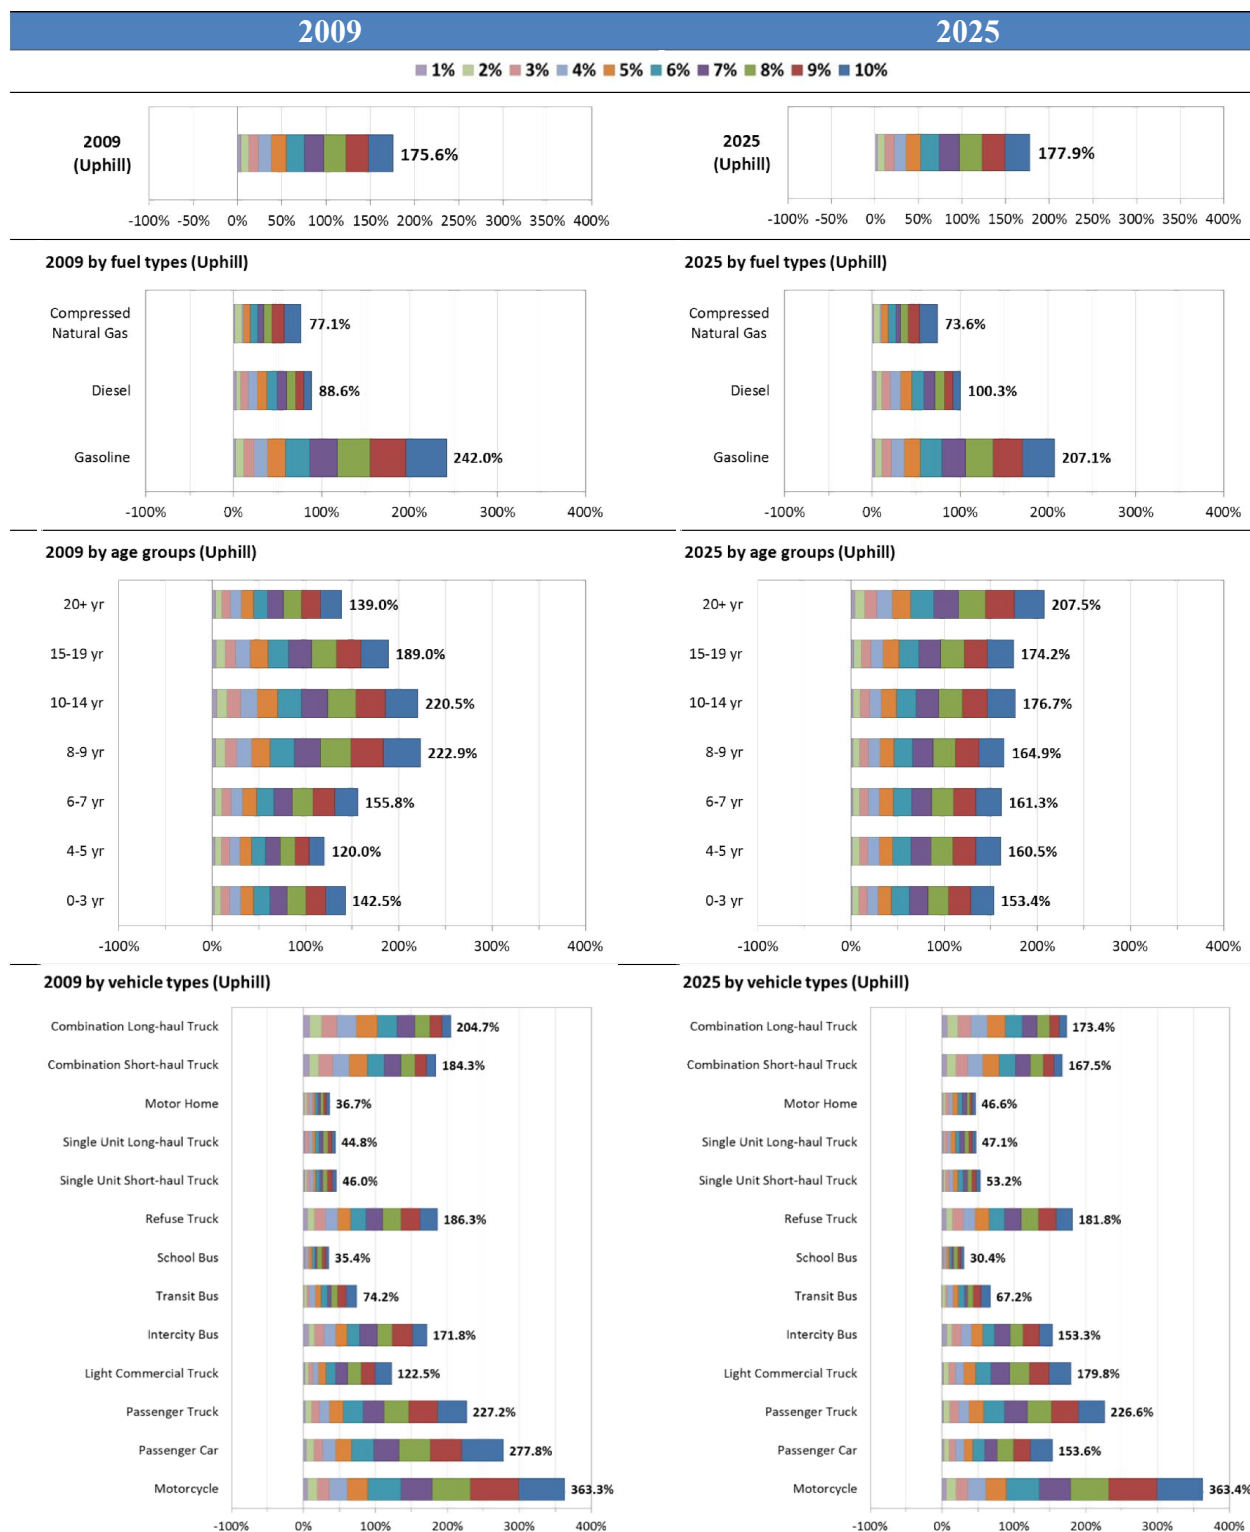 2009 2025
1% 2% 3% 4% 5% 6% 7% 8% 9% 10%
2009
(Uphill)
175.6%
-100% -50% 0% 50% 100% 150% 200% 250% 300% 350% 400%
2025
(Uphill)
177.9%
-100% -50% 0% 50% 100% 150% 200% 250% 300% 350% 400%
2009 by fuel types (Uphill)
Compressed
Natural Gas
77.1%
Diesel 88.6%
Gasoline 242.0%
-100% 0% 100% 200% 300% 400%
2025 by fuel types (Uphill)
Compressed
Natural Gas
73.6%
Diesel 100.3%
Gasoline 207.1%
-100% 0% 100% 200% 300% 400%
2009 by age groups (Uphill)
20+ yr 139.0%
15-19 yr 189.0%
10-14 yr 220.5%
8-9 yr 222.9%
6-7 yr 155.8%
4-5 yr 120.0%
0-3 yr 142.5%
-100% 0% 100% 200% 300% 400%
2025 by age groups (Uphill)
20+ yr 207.5%
15-19 yr 174.2%
10-14 yr 176.7%
8-9 yr 164.9%
6-7 yr 161.3%
4-5 yr 160.5%
0-3 yr 153.4%
-100% 0% 100% 200% 300% 400%
2009 by vehicle types (Uphill)
Combination Long-haul Truck 204.7%
Combination Short-haul Truck 184.3%
Motor Home 36.7%
Single Unit Long-haul Truck 44.8%
Single Unit Short-haul Truck 46.0%
Refuse Truck 186.3%
School Bus 35.4%
Transit Bus 74.2%
Intercity Bus 171.8%
Light Commercial Truck 122.5%
Passenger Truck 227.2%
Passenger Car 277.8%
Motorcycle 363.3%
-100% 0% 100% 200% 300% 400%
2025 by vehicle types (Uphill)
Combination Long-haul Truck 173.4%
Combination Short-haul Truck 167.5%
Motor Home 46.6%
Single Unit Long-haul Truck 47.1%
Single Unit Short-haul Truck 53.2%
Refuse Truck 181.8%
School Bus 30.4%
Transit Bus 67.2%
Intercity Bus 153.3%
Light Commercial Truck 179.8%
Passenger Truck 226.6%
Passenger Car 153.6%
Motorcycle 363.4%
-100% 0% 100% 200% 300% 400%